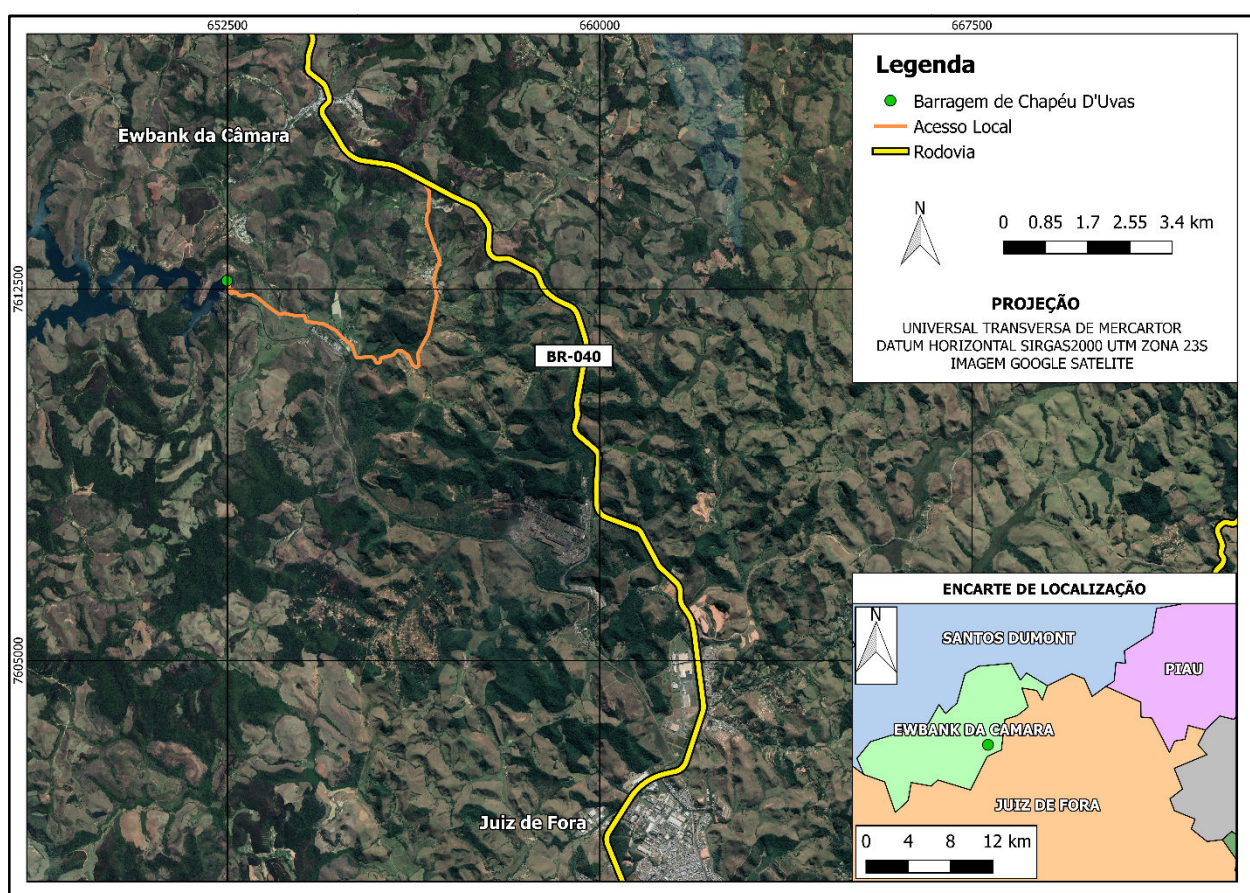 652500
660000
667500
Ewbank da Câmara
7612500
BR-040
7605000
Juiz de Fora
Legenda
Barragem de Chapéu D'Uvas
Acesso Local
Rodovia
N
0 0.85 1.7 2.55 3.4 km
PROJEÇÃO
UNIVERSAL TRANSVERSA DE MERCARTOR
DATUM HORIZONTAL SIRGAS2000 UTM ZONA 23S
IMAGEM GOOGLE SATELITE
ENCARTE DE LOCALIZAÇÃO
N
SANTOS DUMONT
PIAU
EWBANK DA CÂMARA
JUIZ DE FORA
0 4 8 12 km